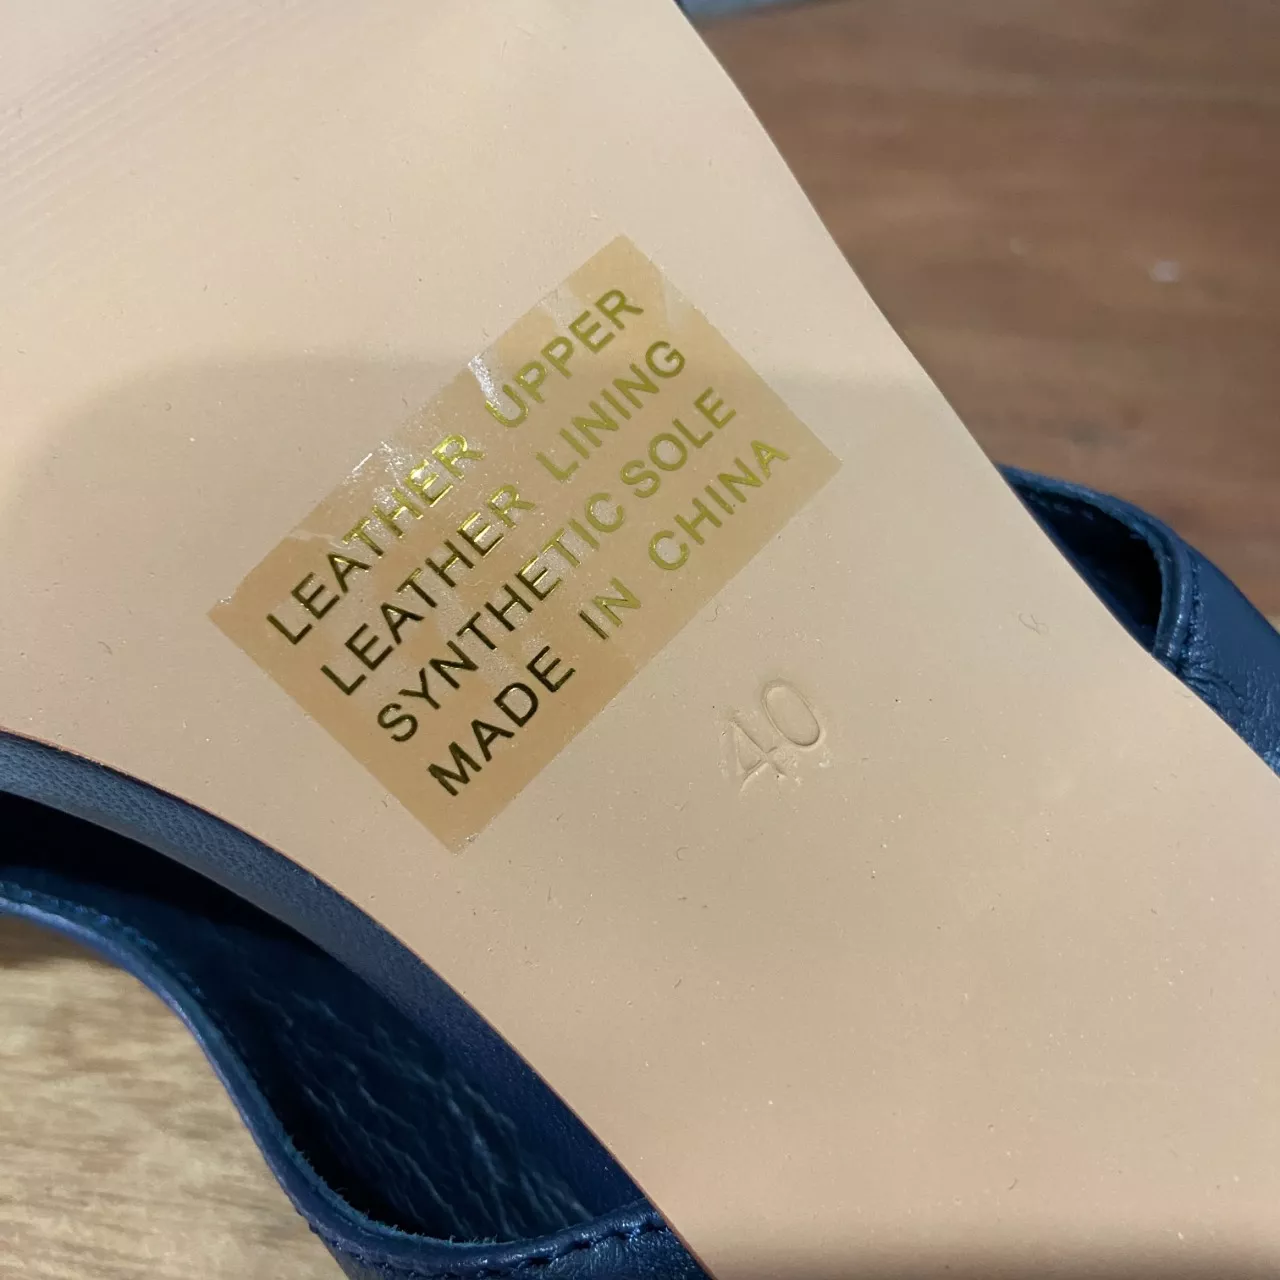 LEATHER UPPER
LEATHER LINING
SYNTHETIC SOLE
MADE IN CHINA
40